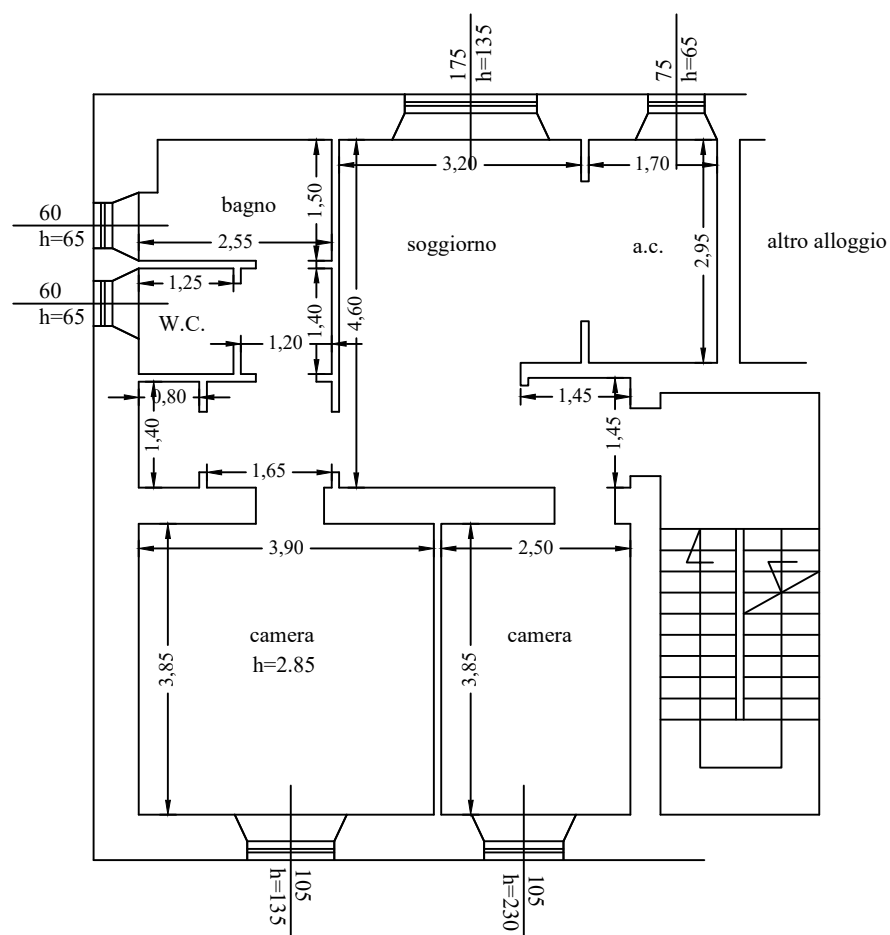 175
h=135
75
h=65
3,20
1,70
60
h=65
bagno
1,50
2,55
soggiorno
a.c.
2,95
altro alloggio
60
h=65
1,25
W.C.
1,40
4,60
1,20
0,80
1,40
1,45
1,45
1,65
3,90
2,50
camera
h=2.85
3,85
camera
3,85
105
h=135
105
h=230